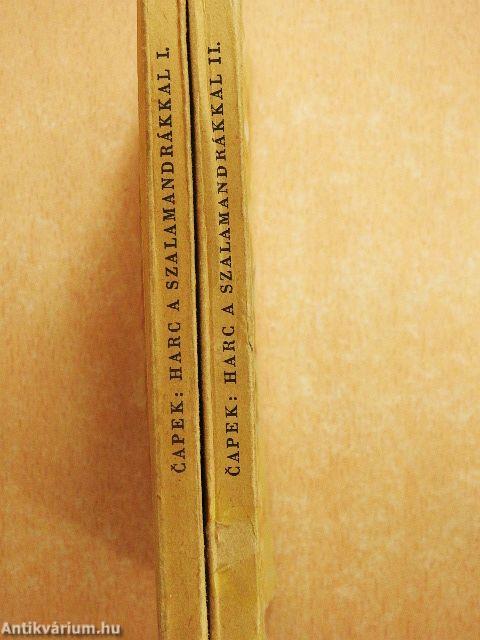 ČAPEK: HARC A SZALAMANDRÁKKAL I.
ČAPEK: HARC A SZALAMANDRÁKKAL II.
Antikvárium.hu